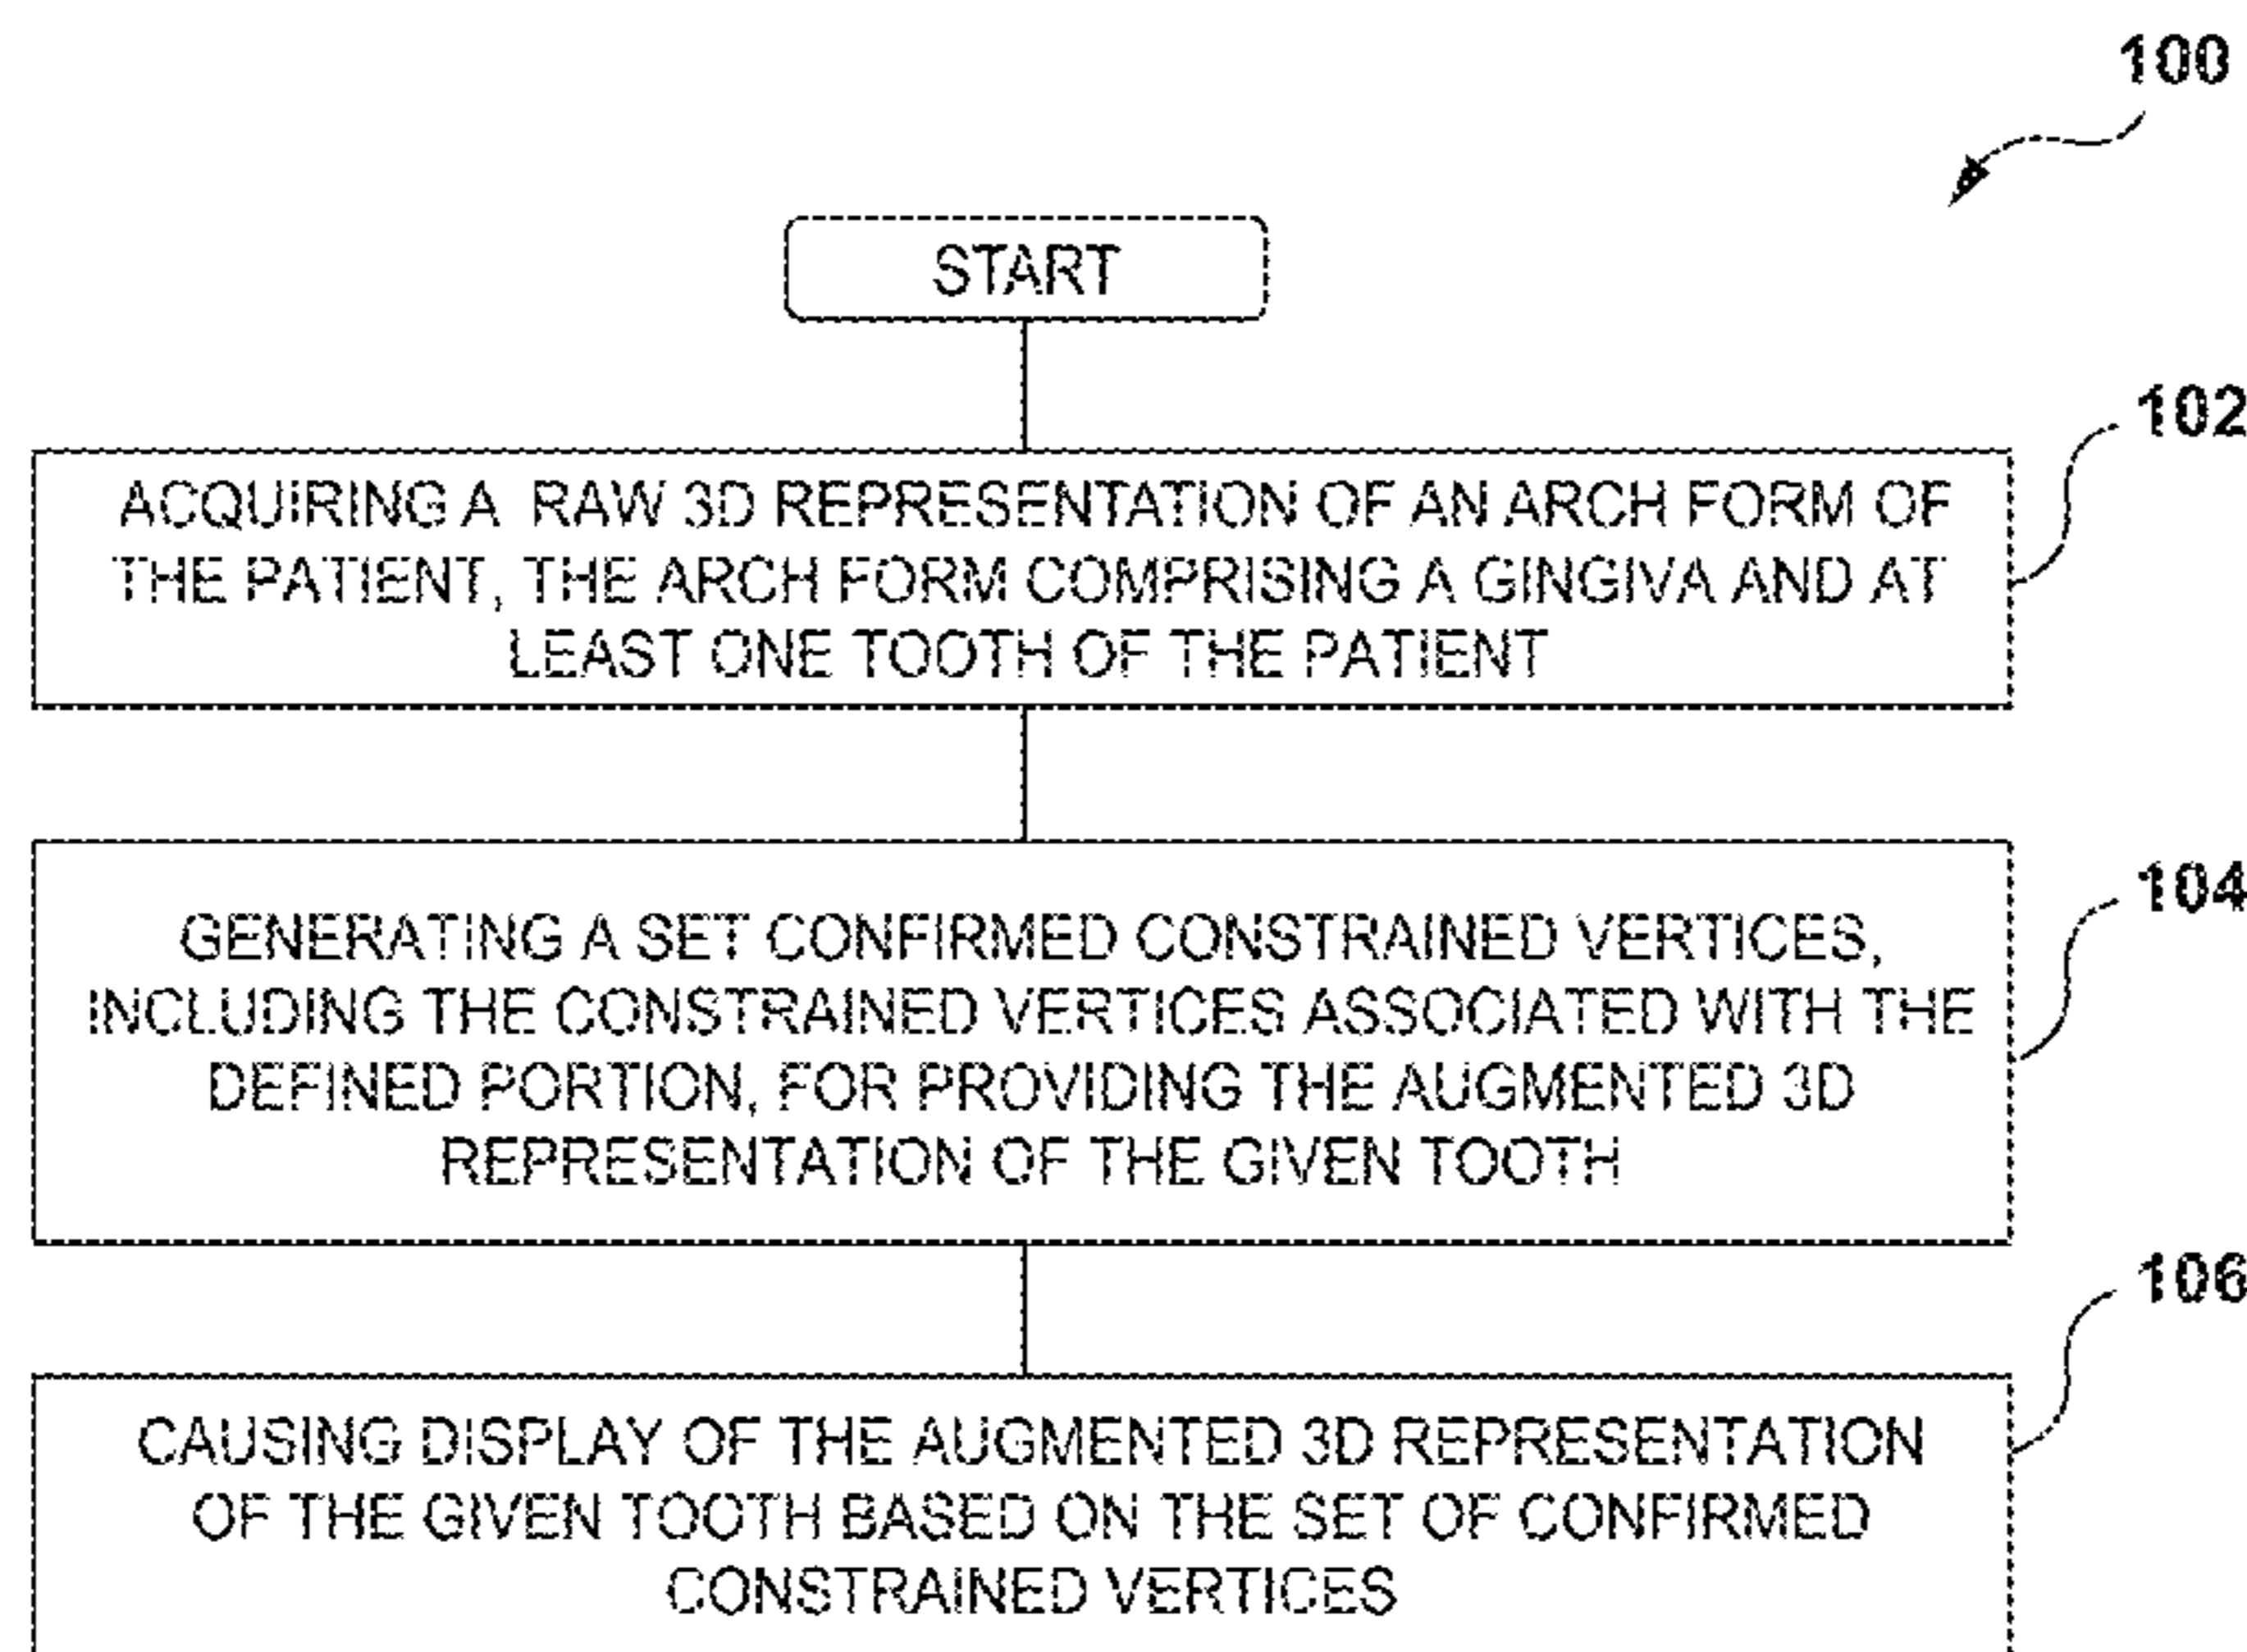 100
START
102
ACQUIRING A RAW 3D REPRESENTATION OF AN ARCH FORM OF
THE PATIENT, THE ARCH FORM COMPRISING A GINGIVA AND AT
LEAST ONE TOOTH OF THE PATIENT
104
GENERATING A SET CONFIRMED CONSTRAINED VERTICES,
INCLUDING THE CONSTRAINED VERTICES ASSOCIATED WITH THE
DEFINED PORTION, FOR PROVIDING THE AUGMENTED 3D
REPRESENTATION OF THE GIVEN TOOTH
106
CAUSING DISPLAY OF THE AUGMENTED 3D REPRESENTATION
OF THE GIVEN TOOTH BASED ON THE SET OF CONFIRMED
CONSTRAINED VERTICES